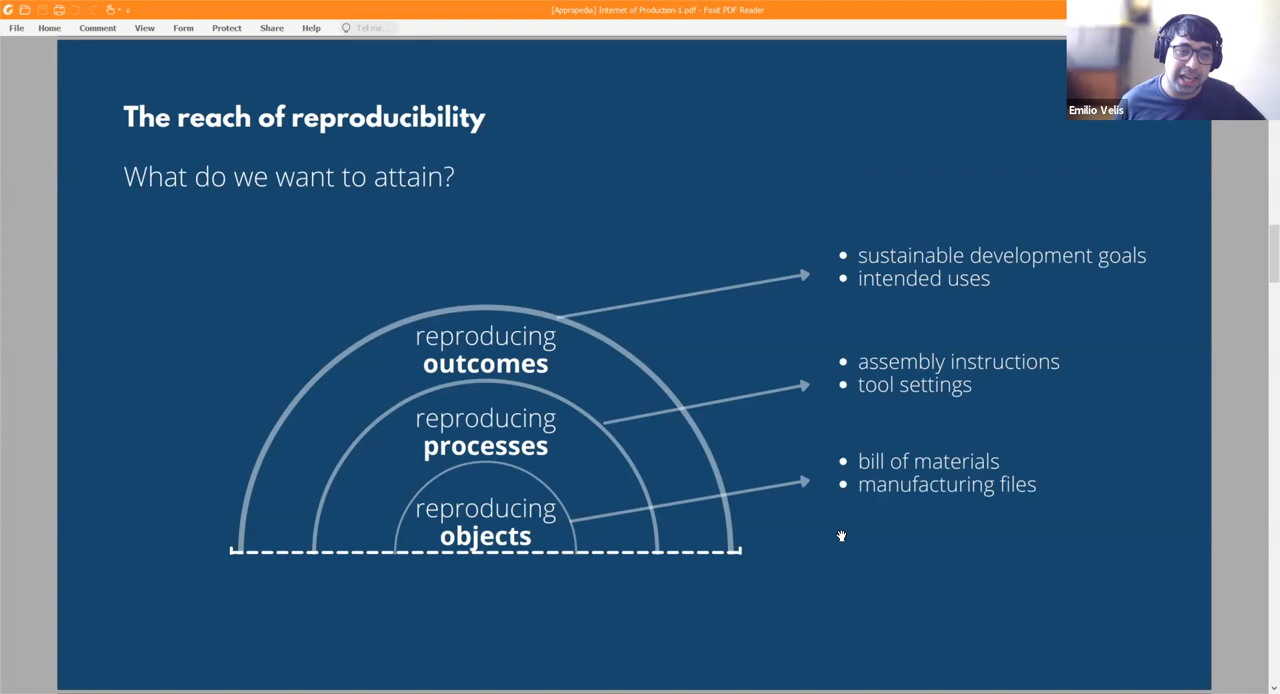 [Appropedia] Internet of Production-1.pdf - Foxit PDF Reader
File Home Comment View Form Protect Share Help Tell me...
Emilio Velis
The reach of reproducibility
What do we want to attain?
reproducing
outcomes
reproducing
processes
reproducing
objects
• sustainable development goals
• intended uses
• assembly instructions
• tool settings
• bill of materials
• manufacturing files